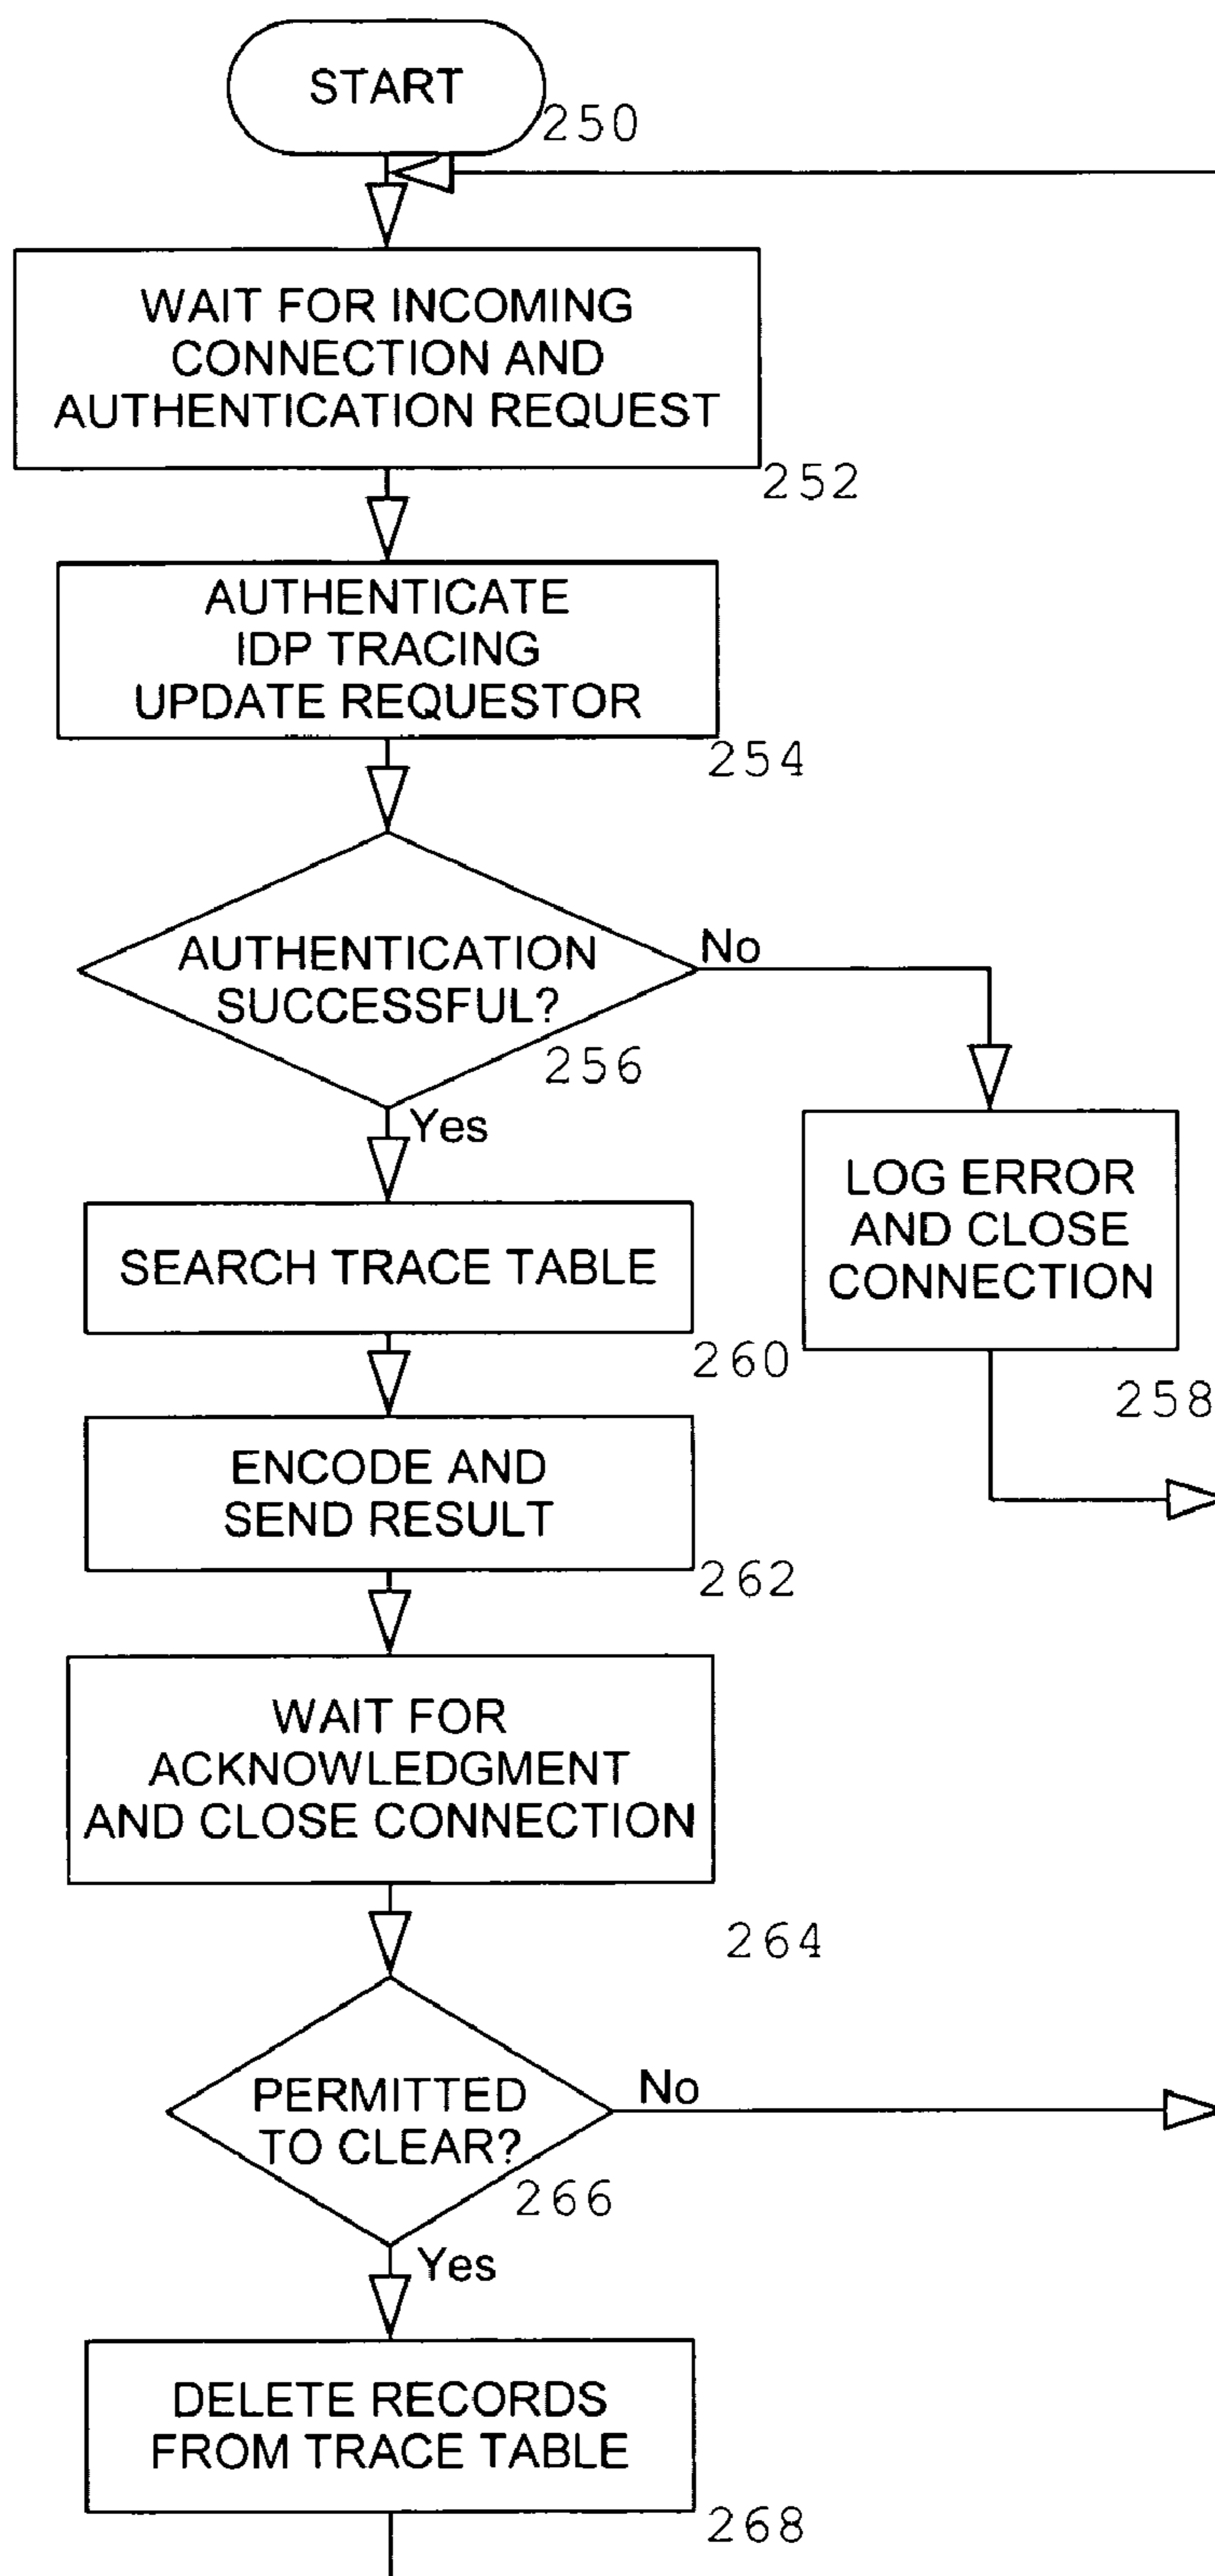 START
250
WAIT FOR INCOMING
CONNECTION AND
AUTHENTICATION REQUEST
252
AUTHENTICATE
IDP TRACING
UPDATE REQUESTOR
254
AUTHENTICATION
SUCCESSFUL?
256
No
Yes
LOG ERROR
AND CLOSE
CONNECTION
258
SEARCH TRACE TABLE
260
ENCODE AND
SEND RESULT
262
WAIT FOR
ACKNOWLEDGMENT
AND CLOSE CONNECTION
264
PERMITTED
TO CLEAR?
266
No
Yes
DELETE RECORDS
FROM TRACE TABLE
268